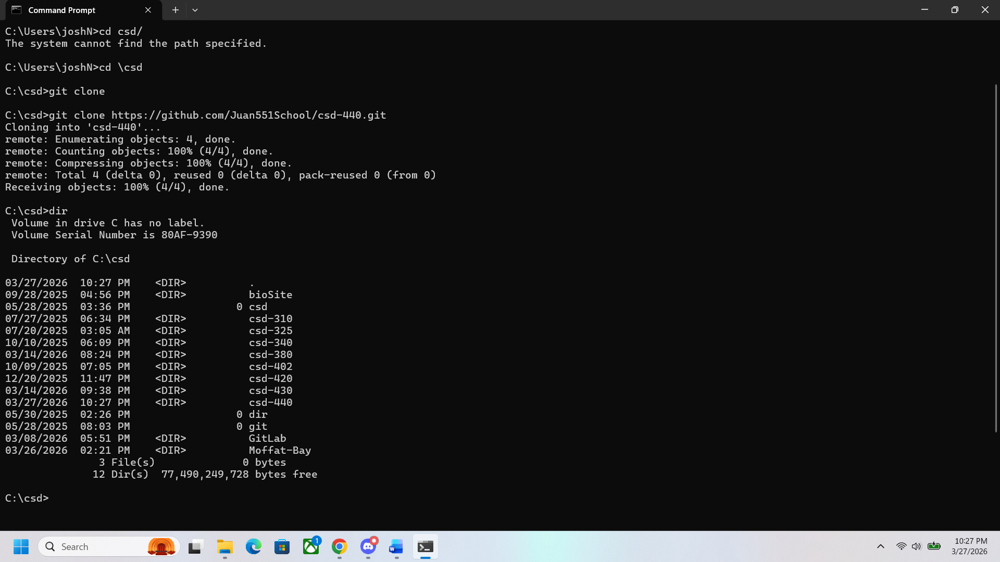 Command Prompt
C:\Users\joshN>cd csd/
The system cannot find the path specified.
C:\Users\joshN>cd \csd
C:\csd>git clone
C:\csd>git clone https://github.com/Juan551School/csd-440.git
Cloning into 'csd-440'...
remote: Enumerating objects: 4, done.
remote: Counting objects: 100% (4/4), done.
remote: Compressing objects: 100% (4/4), done.
remote: Total 4 (delta 0), reused 0 (delta 0), pack-reused 0 (from 0)
Receiving objects: 100% (4/4), done.
C:\csd>dir
Volume in drive C has no label.
Volume Serial Number is 80AF-9390
Directory of C:\csd
03/27/2026  10:27 PM    <DIR>          .
09/28/2025  04:56 PM    <DIR>          bioSite
05/28/2025  03:36 PM                 0 csd
07/27/2025  06:34 PM    <DIR>          csd-310
07/20/2025  03:05 AM    <DIR>          csd-325
10/10/2025  06:09 PM    <DIR>          csd-340
03/14/2026  08:24 PM    <DIR>          csd-380
10/09/2025  07:05 PM    <DIR>          csd-402
12/20/2025  11:47 PM    <DIR>          csd-420
03/14/2026  09:38 PM    <DIR>          csd-430
03/27/2026  10:27 PM    <DIR>          csd-440
05/30/2025  02:26 PM                 0 dir
05/28/2025  08:03 PM                 0 git
03/08/2026  05:51 PM    <DIR>          GitLab
03/26/2026  02:21 PM    <DIR>          Moffat-Bay
3 File(s)              0 bytes
12 Dir(s)  77,490,249,728 bytes free
C:\csd>
Search
1
W
10:27 PM
3/27/2026